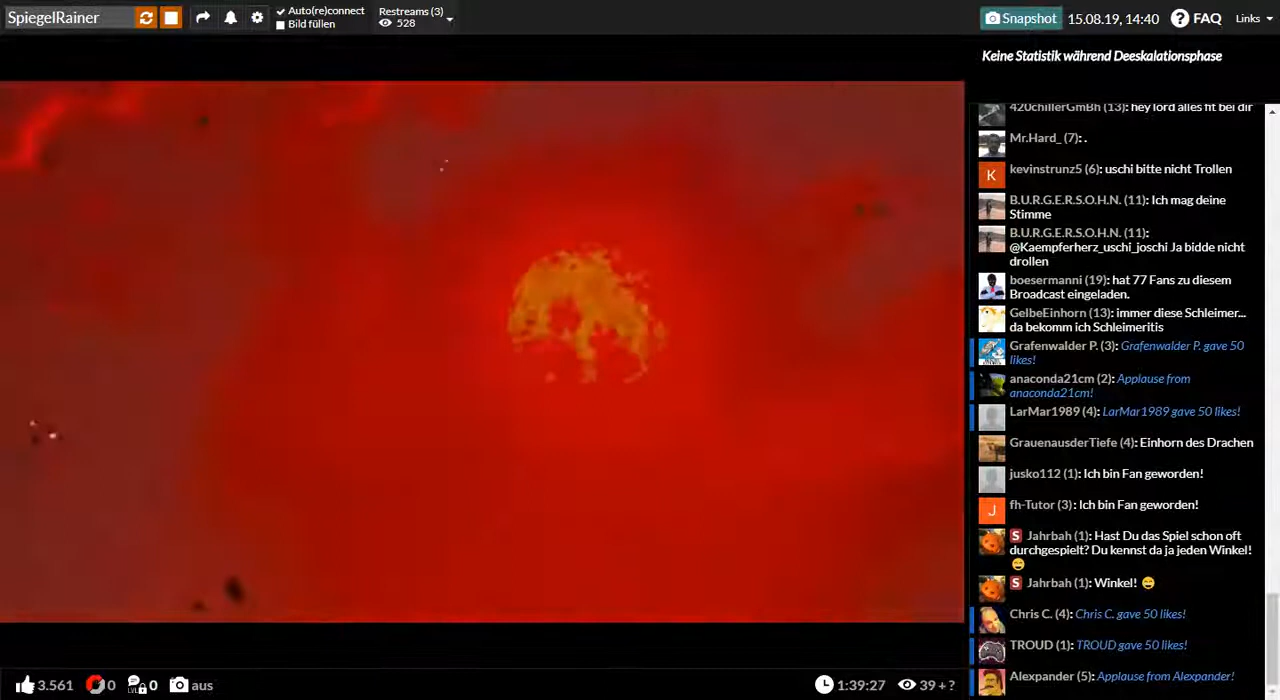 SpiegelRainer
Auto(re)connect
Bild füllen
Restreams (3)
528
Snapshot
15.08.19, 14:40
? FAQ
Links
Keine Statistik während Deeskalationsphase
420chillerGmBh (13): hey lord alles fit bei dir
Mr.Hard_ (7): .
K
kevinstrunz5 (6): uschi bitte nicht Trollen
B.U.R.G.E.R.S.O.H.N. (11): Ich mag deine
Stimme
B.U.R.G.E.R.S.O.H.N. (11):
@Kaempferherz_uschi_joschi Ja bidde nicht
drollen
boesermanni (19): hat 77 Fans zu diesem
Broadcast eingeladen.
GelbeEinhorn (13): immer diese Schleimer...
da bekomm ich Schleimeritis
Grafenwalder P. (3): Grafenwalder P. gave 50
likes!
anaconda21cm (2): Applause from
anaconda21cm!
LarMar1989 (4): LarMar1989 gave 50 likes!
GrauenausderTiefe (4): Einhorn des Drachen
jusko112 (1): Ich bin Fan geworden!
J
fh-Tutor (3): Ich bin Fan geworden!
S Jahrbah (1): Hast Du das Spiel schon oft
durchgespielt? Du kennst da ja jeden Winkel!
S Jahrbah (1): Winkel!
Chris C. (4): Chris C. gave 50 likes!
TROUD (1): TROUD gave 50 likes!
Alexpander (5): Applause from Alexpander!
3.561
0
LVL
0
aus
1:39:27
39 + ?